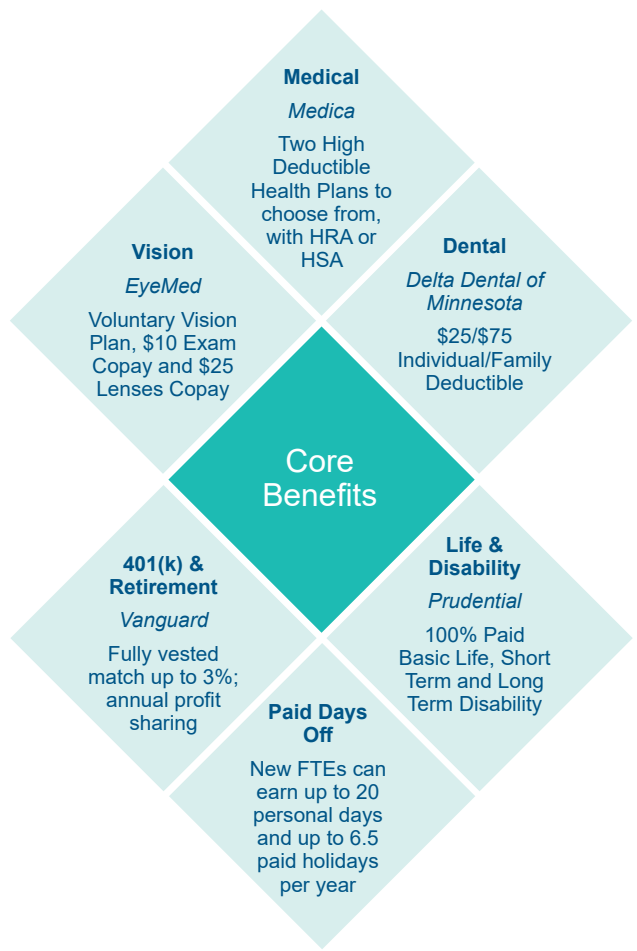 Medical
Medica
Two High
Deductible
Health Plans to
choose from,
with HRA or
HSA
Vision
EyeMed
Voluntary Vision
Plan, $10 Exam
Copay and $25
Lenses Copay
Dental
Delta Dental of
Minnesota
$25/$75
Individual/Family
Deductible
Core
Benefits
401(k) &
Retirement
Vanguard
Fully vested
match up to 3%;
annual profit
sharing
Life &
Disability
Prudential
100% Paid
Basic Life, Short
Term and Long
Term Disability
Paid Days
Off
New FTEs can
earn up to 20
personal days
and up to 6.5
paid holidays
per year